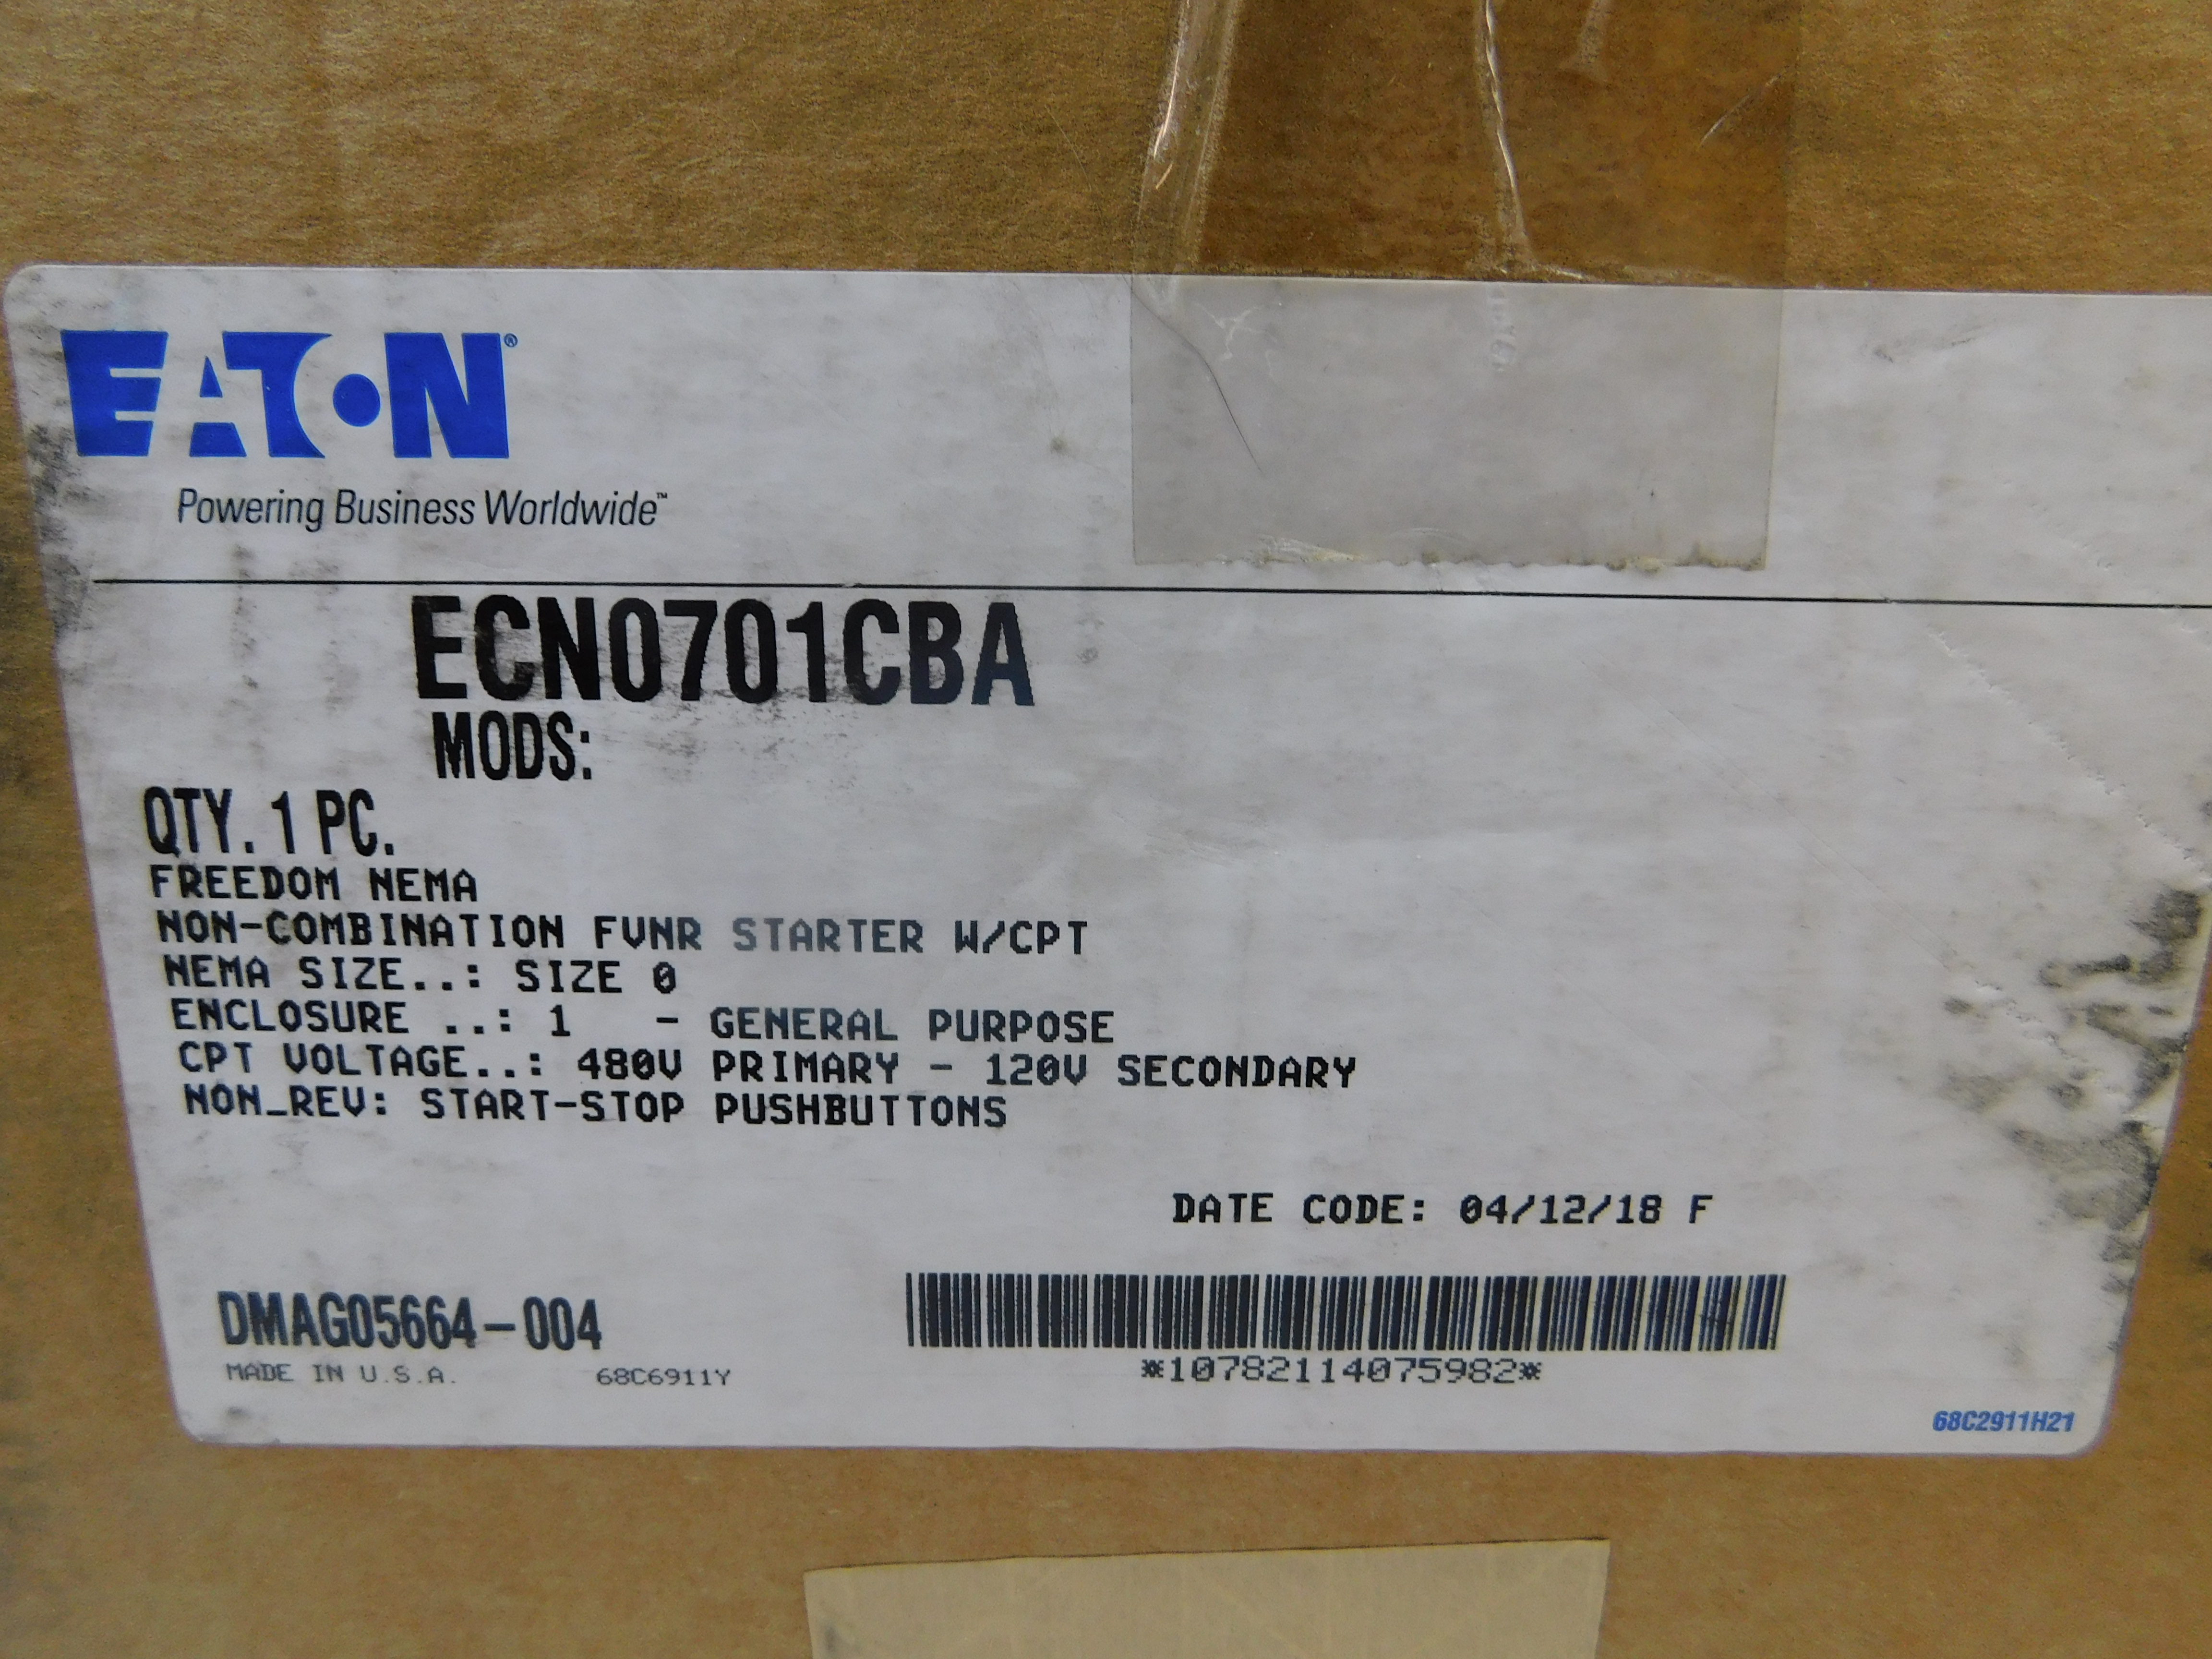 EATON®
Powering Business Worldwide™
ECN0701CBA
MODS:
QTY. 1 PC.
FREEDOM NEMA
NON-COMBINATION FVNR STARTER W/CPT
NEMA SIZE..: SIZE 0
ENCLOSURE ..: 1 - GENERAL PURPOSE
CPT VOLTAGE..: 480V PRIMARY - 120V SECONDARY
NON_REV: START-STOP PUSHBUTTONS
DATE CODE: 04/12/18 F
DMAG05664-004
MADE IN U.S.A. 68C6911Y
*10782114075982*
68C2911H21